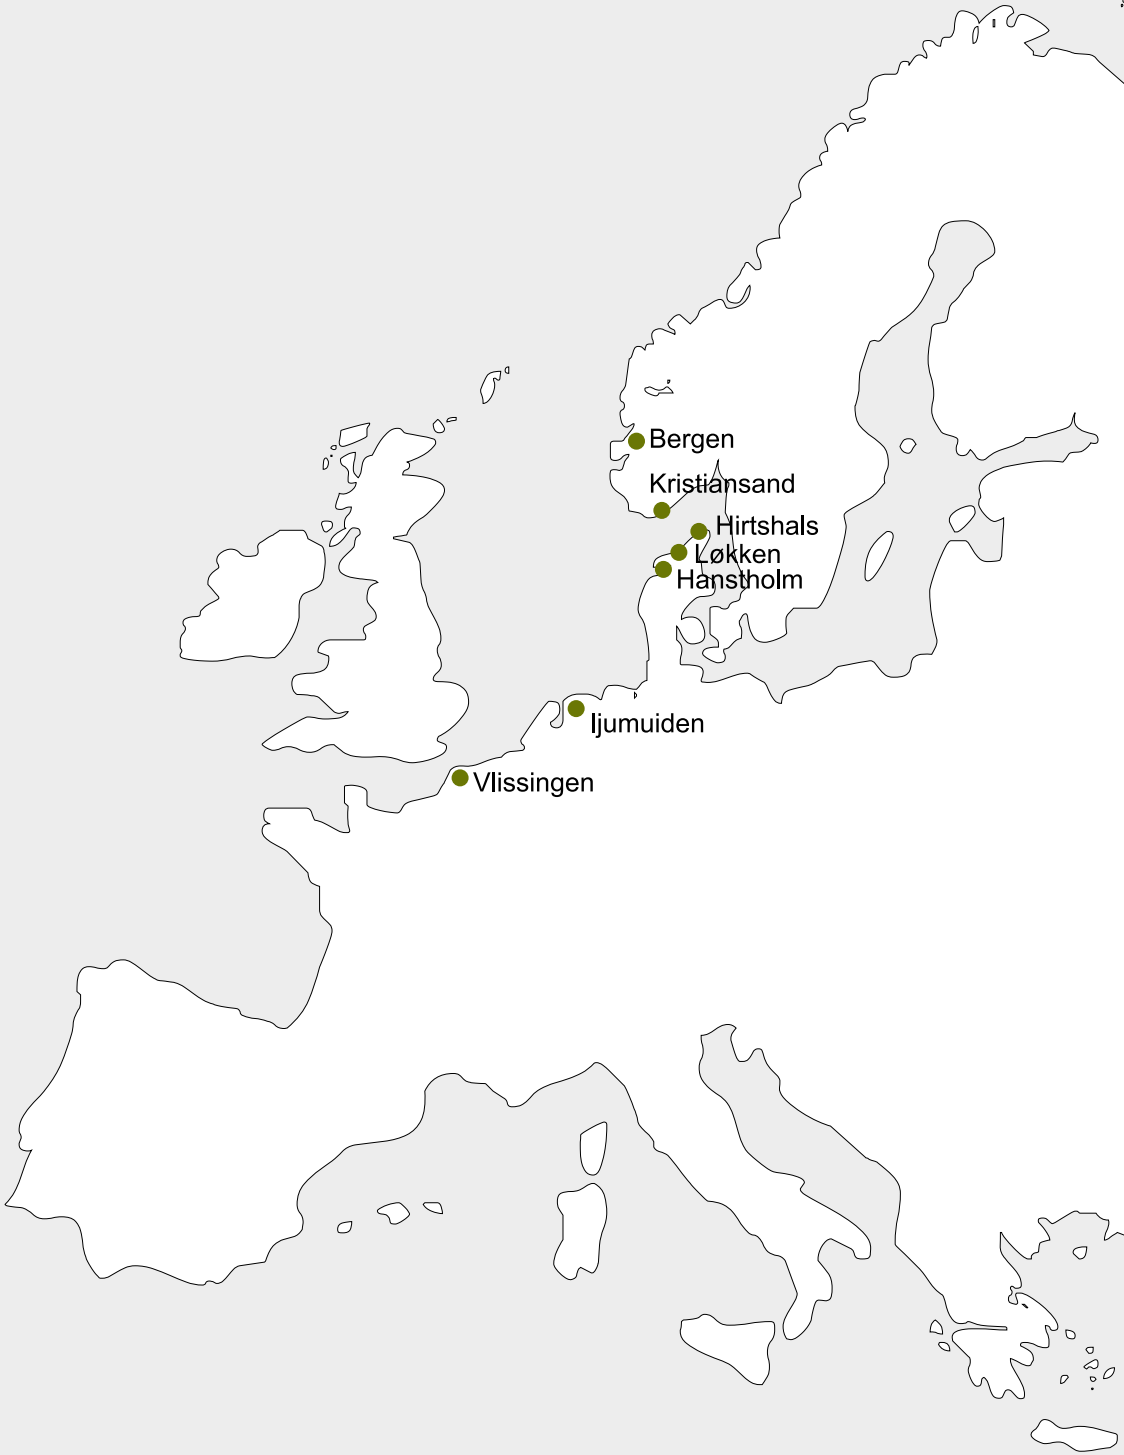 Bergen
Kristiansand
Hirtshals
Løkken
Hanstholm
Ijumuiden
Vlissingen